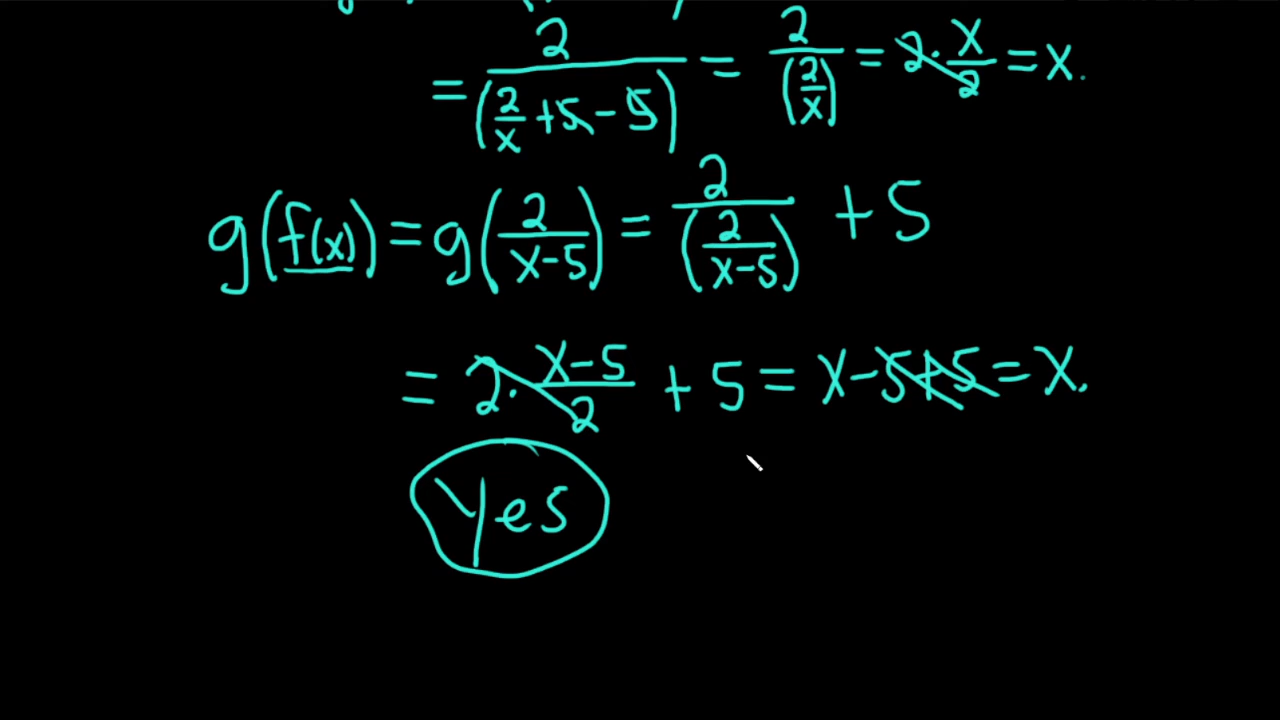 = 2/(2/x + 5 - 5) = 2/(2/x) = 2 · x/2 = x.
g(f(x)) = g(2/(x-5)) = 2/(2/(x-5)) + 5
= 2 · (x-5)/2 + 5 = x - 5 + 5 = x.
Yes